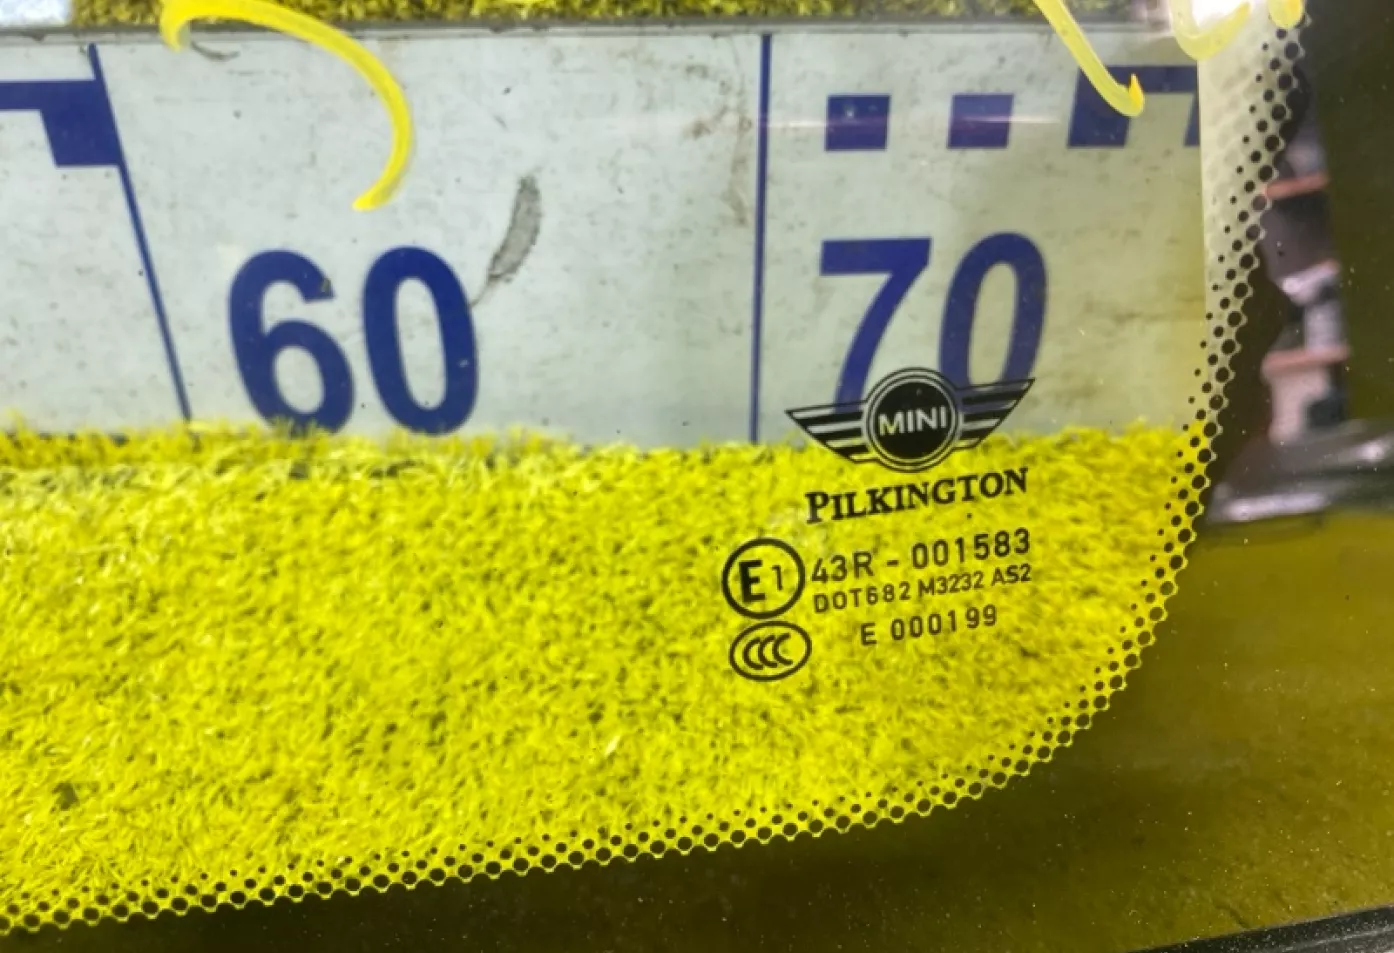 60 70
MINI
PILKINGTON
E1 43R - 001583
DOT682 M3232 AS2
CCC E 000199